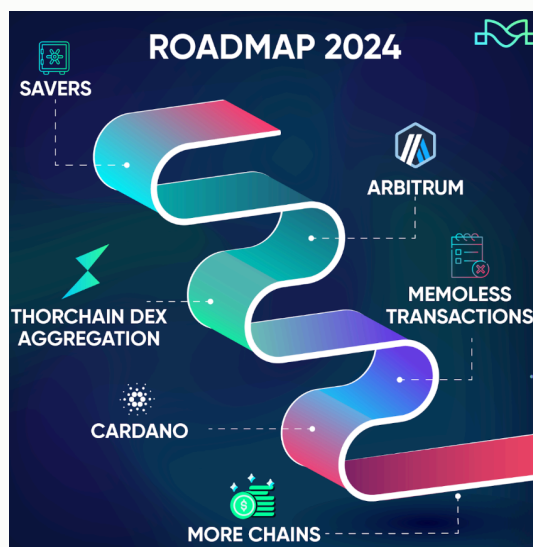 ROADMAP 2024
SAVERS
ARBITRUM
THORCHAIN DEX
AGGREGATION
MEMOLESS
TRANSACTIONS
CARDANO
MORE CHAINS